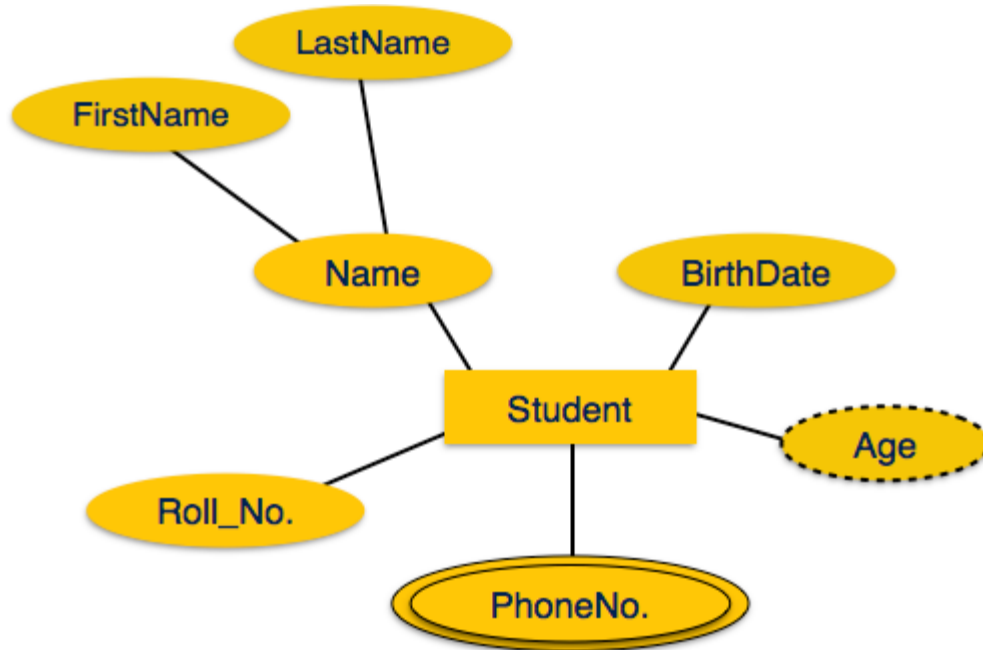 LastName
FirstName
Name
BirthDate
Student
Age
Roll_No.
PhoneNo.